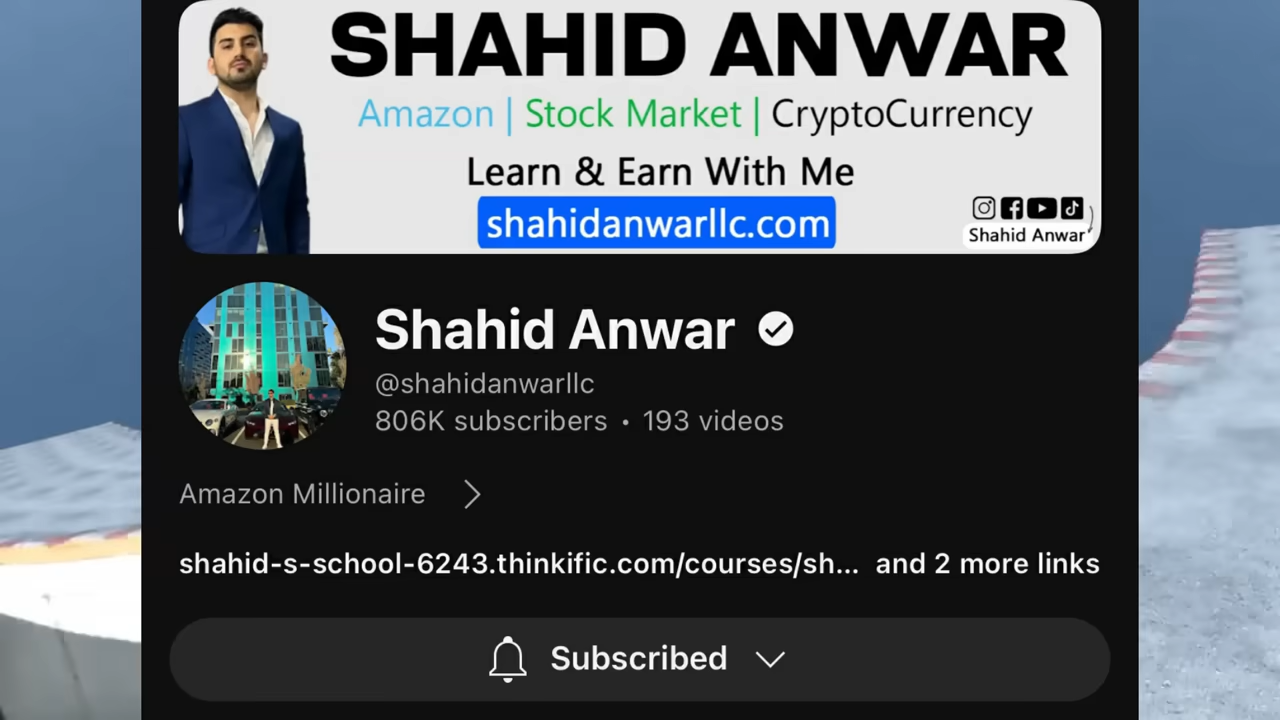 SHAHID ANWAR
Amazon | Stock Market | CryptoCurrency
Learn & Earn With Me
shahidanwarllc.com
Shahid Anwar
Shahid Anwar
@shahidanwarllc
806K subscribers • 193 videos
Amazon Millionaire
shahid-s-school-6243.thinkific.com/courses/sh... and 2 more links
Subscribed